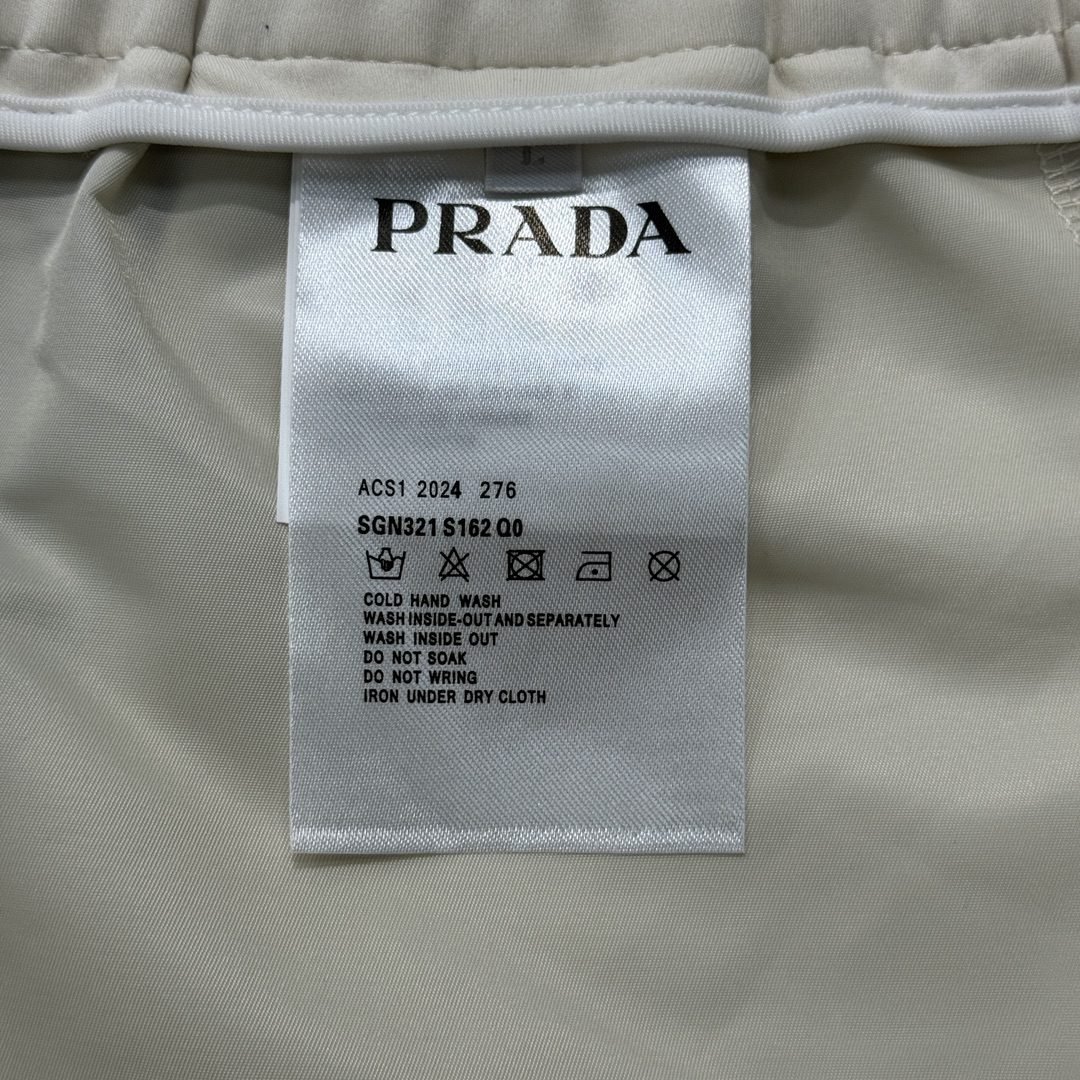 L
PRADA
ACS1 2024 276
SGN321 S162 Q0
COLD HAND WASH
WASH INSIDE-OUT AND SEPARATELY
WASH INSIDE OUT
DO NOT SOAK
DO NOT WRING
IRON UNDER DRY CLOTH